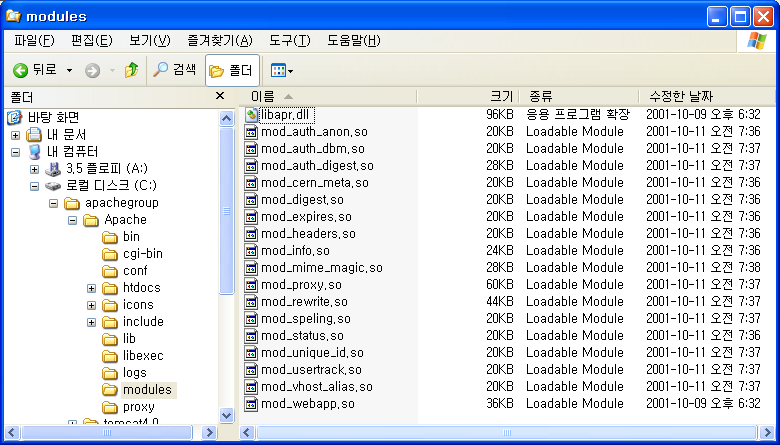 modules
파일(F) 편집(E) 보기(V) 즐겨찾기(A) 도구(T) 도움말(H)
뒤로 검색 폴더
폴더
바탕 화면
내 문서
내 컴퓨터
3,5 플로피 (A:)
로컬 디스크 (C:)
apachegroup
Apache
bin
cgi-bin
conf
htdocs
icons
include
lib
libexec
logs
modules
proxy
tomcat4,0
이름 크기 종류 수정한 날짜
libapr,dll 96KB 응용 프로그램 확장 2001-10-09 오후 6:32
mod_auth_anon,so 20KB Loadable Module 2001-10-11 오전 7:36
mod_auth_dbm,so 20KB Loadable Module 2001-10-11 오전 7:37
mod_auth_digest,so 28KB Loadable Module 2001-10-11 오전 7:37
mod_cern_meta,so 20KB Loadable Module 2001-10-11 오전 7:36
mod_digest,so 20KB Loadable Module 2001-10-11 오전 7:36
mod_expires,so 20KB Loadable Module 2001-10-11 오전 7:36
mod_headers,so 20KB Loadable Module 2001-10-11 오전 7:36
mod_info,so 24KB Loadable Module 2001-10-11 오전 7:36
mod_mime_magic,so 28KB Loadable Module 2001-10-11 오전 7:38
mod_proxy,so 60KB Loadable Module 2001-10-11 오전 7:37
mod_rewrite,so 44KB Loadable Module 2001-10-11 오전 7:37
mod_speling,so 20KB Loadable Module 2001-10-11 오전 7:37
mod_status,so 20KB Loadable Module 2001-10-11 오전 7:36
mod_unique_id,so 20KB Loadable Module 2001-10-11 오전 7:37
mod_usertrack,so 20KB Loadable Module 2001-10-11 오전 7:37
mod_vhost_alias,so 20KB Loadable Module 2001-10-11 오전 7:37
mod_webapp,so 36KB Loadable Module 2001-10-09 오후 6:32